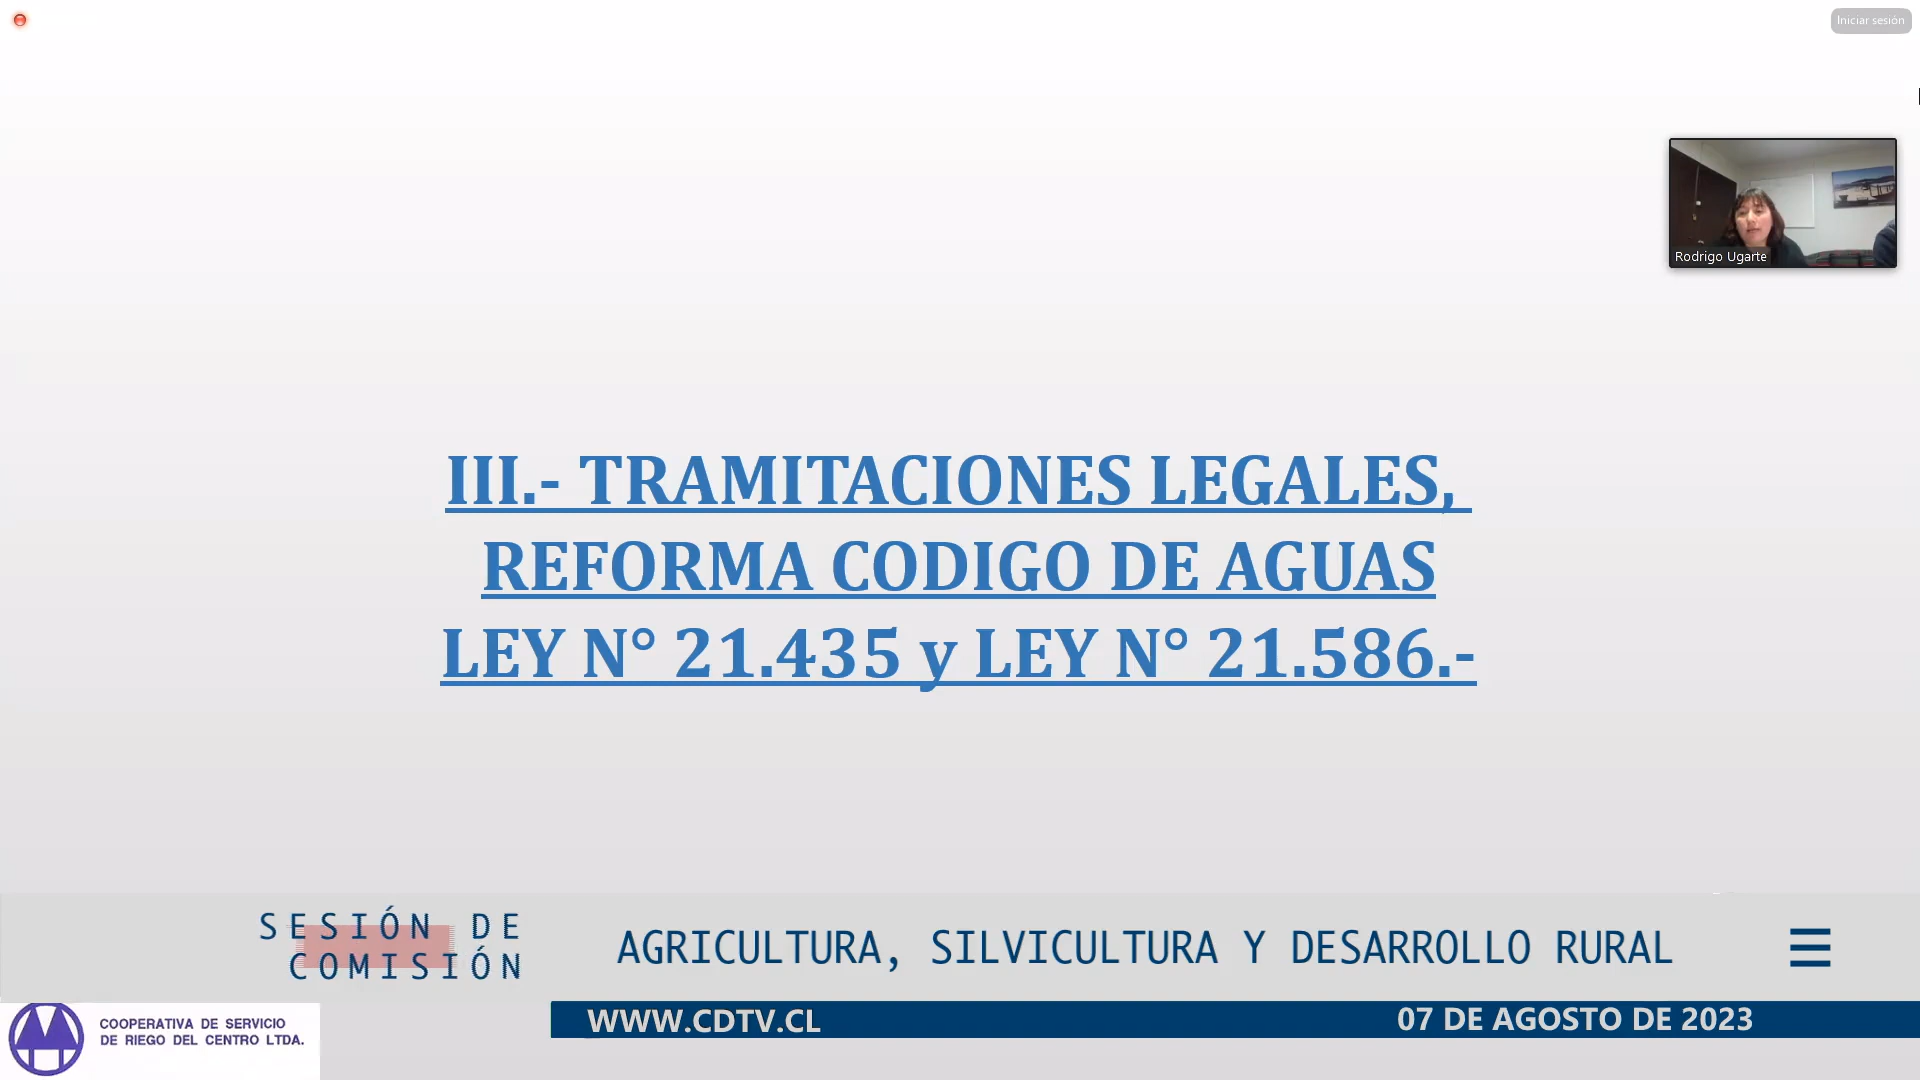 Iniciar sesión
Rodrigo Ugarte
III.- TRAMITACIONES LEGALES,
REFORMA CODIGO DE AGUAS
LEY N° 21.435 y LEY N° 21.586.-
SESIÓN DE
COMISIÓN
AGRICULTURA, SILVICULTURA Y DESARROLLO RURAL
COOPERATIVA DE SERVICIO
DE RIEGO DEL CENTRO LTDA.
WWW.CDTV.CL
07 DE AGOSTO DE 2023